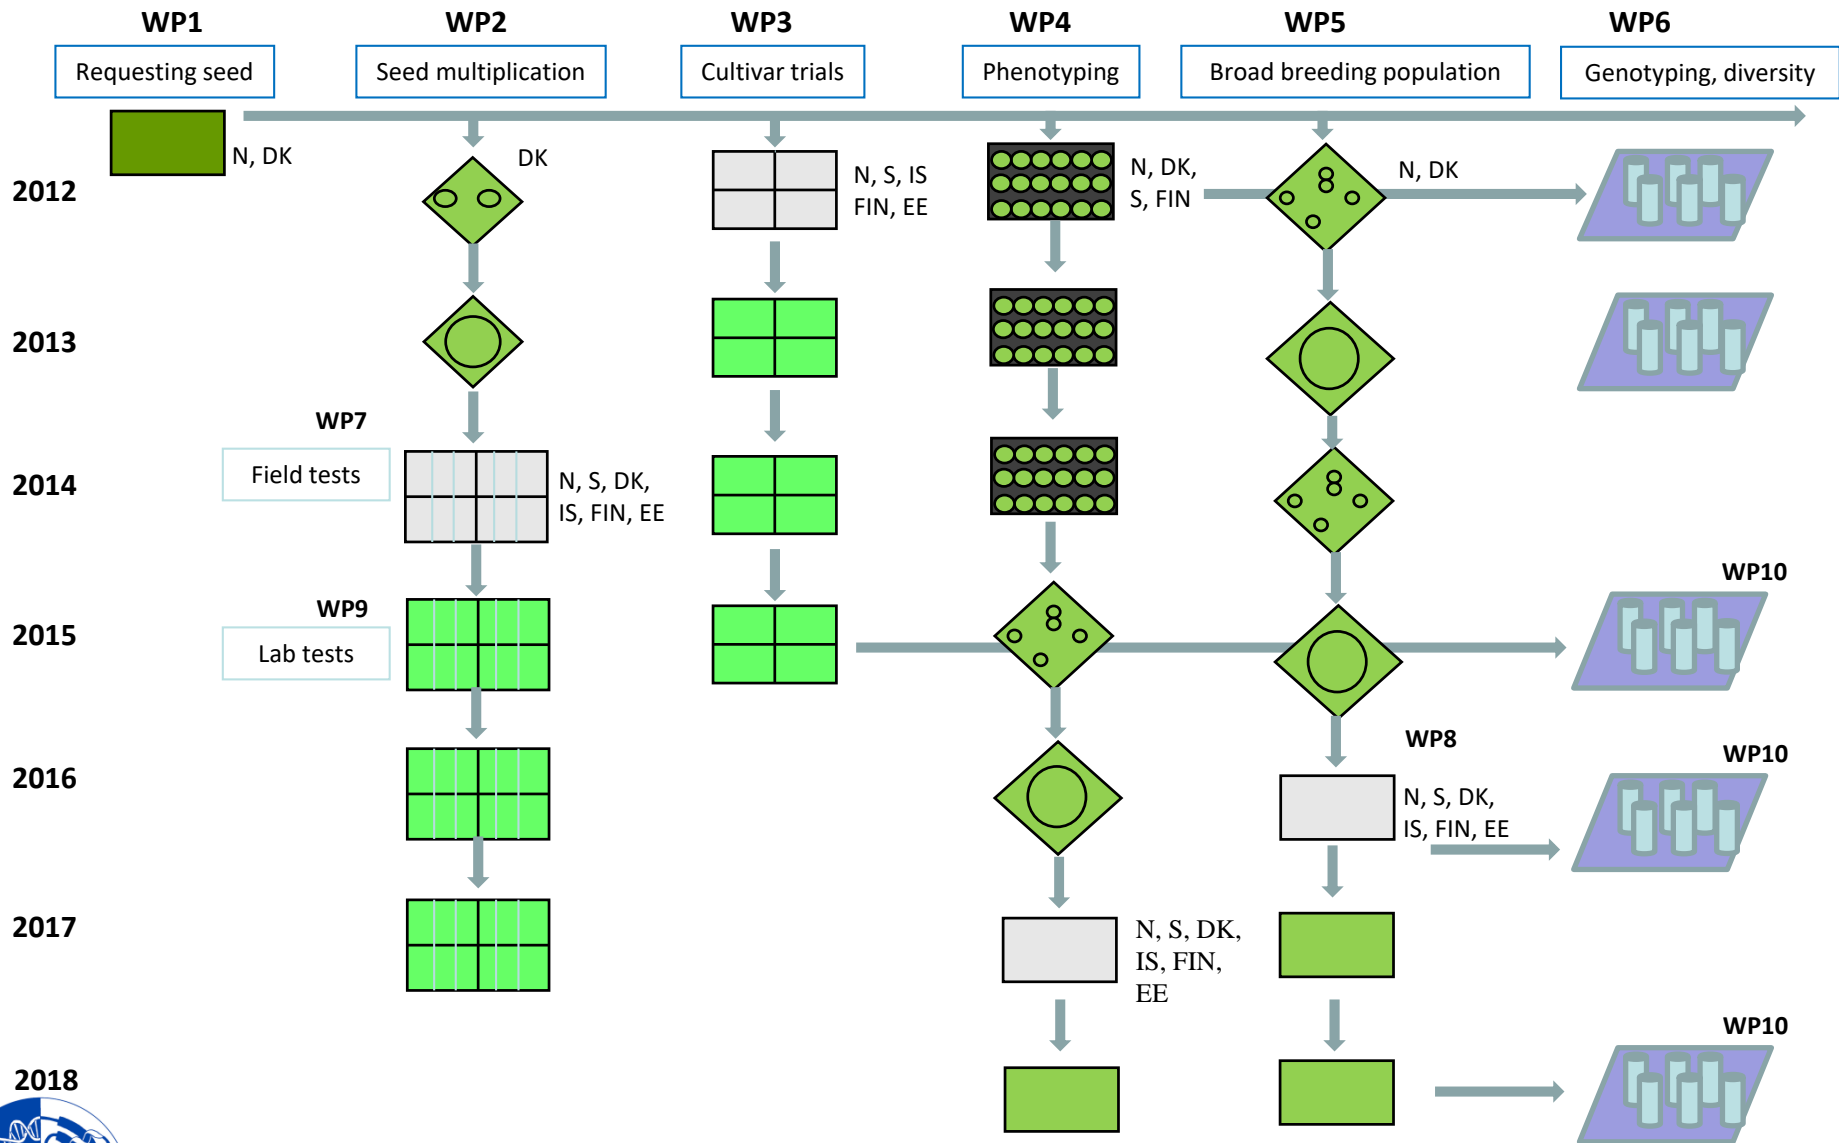 WP1
WP2
WP3
WP4
WP5
WP6
Requesting seed
Seed multiplication
Cultivar trials
Phenotyping
Broad breeding population
Genotyping, diversity
2012
N, DK
DK
N, S, IS
FIN, EE
N, DK,
S, FIN
N, DK
2013
WP7
Field tests
2014
N, S, DK,
IS, FIN, EE
WP9
Lab tests
2015
WP10
2016
WP8
N, S, DK,
IS, FIN, EE
WP10
2017
N, S, DK,
IS, FIN,
EE
WP10
2018